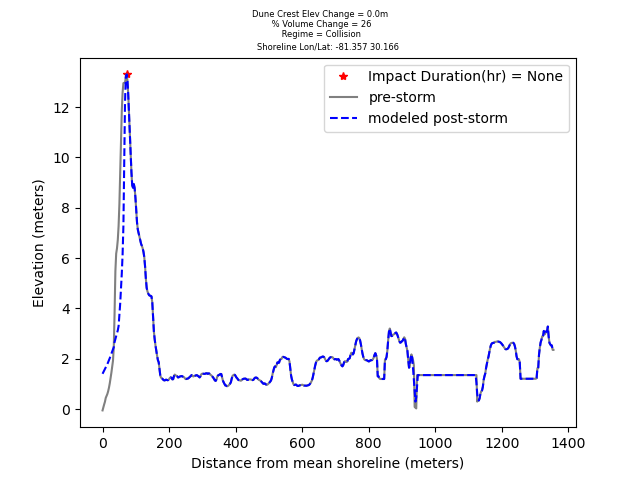 Dune Crest Elev Change = 0.0m
% Volume Change = 26
Regime = Collision
Shoreline Lon/Lat: -81.357 30.166
Impact Duration(hr) = None
pre-storm
modeled post-storm
Elevation (meters)
12
10
8
6
4
2
0
0 200 400 600 800 1000 1200 1400
Distance from mean shoreline (meters)